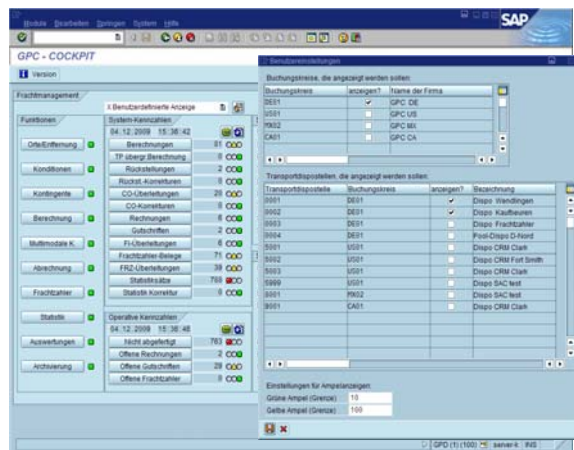 Module Bearbeiten Springen System Hilfe
SAP
GPC - COCKPIT
Version
Frachtmanagement
X Benutzerdefinierte Anzeige
Funktionen
System-Kennzahlen
04.12.2009 15:36:42
Orte/Entfernung
Berechnungen 81
TP übergr.Berechnung 0
Konditionen
Rückstellungen 2
Rückst.-Korrekturen 0
Kontingente
CO-Überleitungen 20
CO-Korrekturen 0
Berechnung
Rechnungen 6
Gutschriften 2
Multimodale K.
FI-Überleitungen 6
Frachtzahler-Belege 71
Abrechnung
FRZ-Überleitungen 39
Statistiksätze 768
Frachtzahler
Statistik Korrektur 0
Statistik
Operative Kennzahlen
04.12.2009 15:36:48
Auswertungen
Nicht abgefertigt 763
Offene Rechnungen 2
Archivierung
Offene Gutschriften 29
Offene Frachtzahler 0
Benutzereinstellungen
Buchungskreise, die angezeigt werden sollen:
Buchungskreis anzeigen? Name der Firma
DE01 GPC DE
US01 GPC US
MX02 GPC MX
CA01 GPC CA
Transportdispostellen, die angezeigt werden sollen:
Transportdispostelle Buchungskreis anzeigen? Bezeichnung
0001 DE01 Dispo Wendlingen
0002 DE01 Dispo Kaufbeuren
0003 DE01 Dispo Frachtzahler
0004 DE01 Pool-Dispo D-Nord
5001 US01 Dispo CRM Clark
5002 US01 Dispo CRM Fort Smith
5003 US01 Dispo CRM Clark
5999 US01 Dispo SAC test
MX02 Dispo SAC test
CA01 Dispo CRM Clark
Einstellungen für Ampelanzeigen:
Grüne Ampel (Grenze) 10
Gelbe Ampel (Grenze) 100
GPD (1) (100) server-k INS